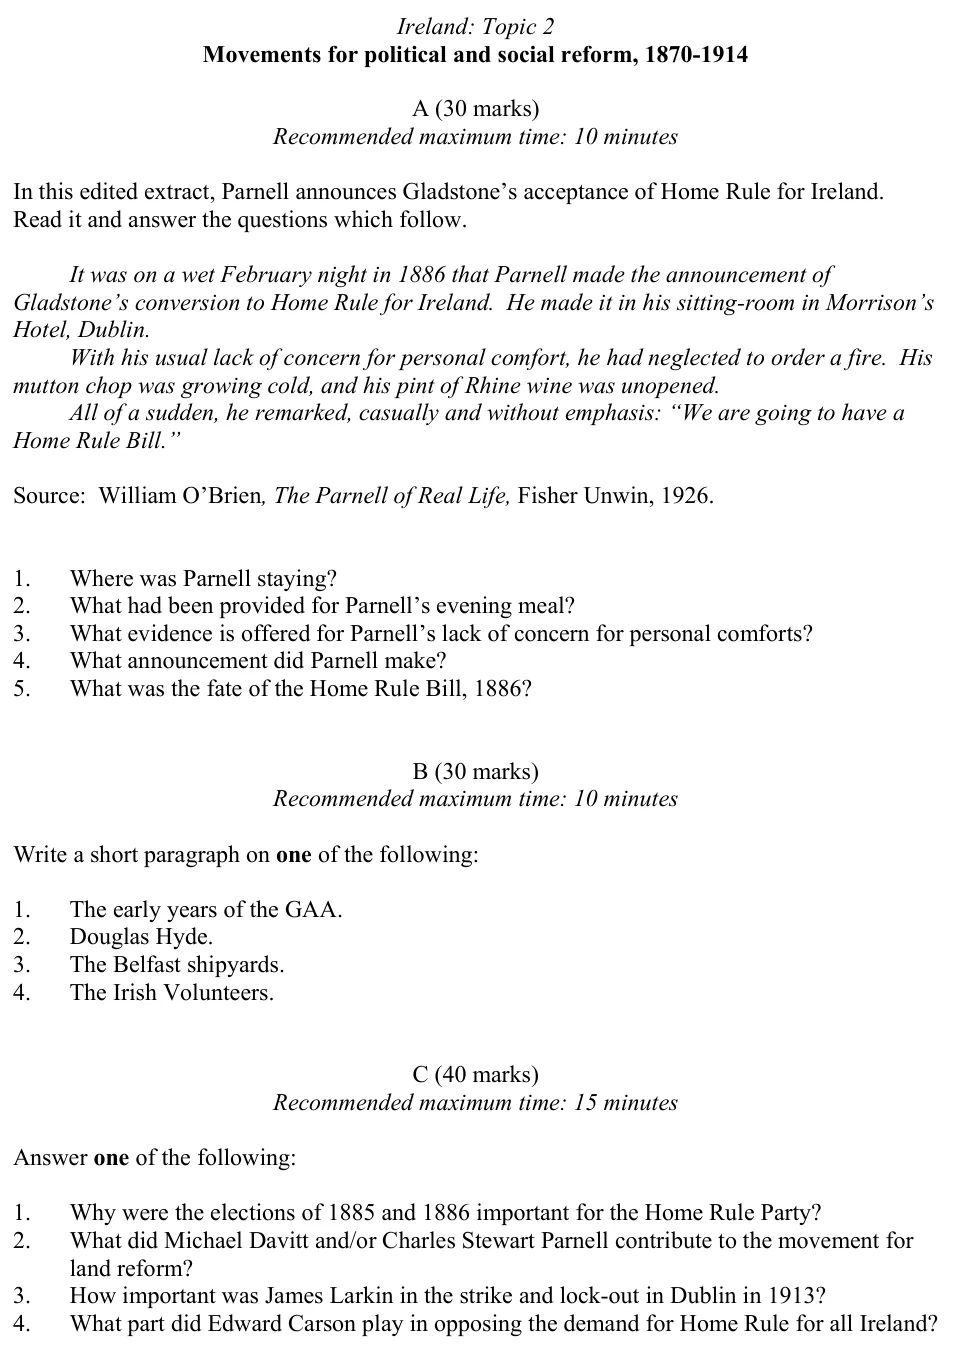 Ireland: Topic 2
Movements for political and social reform, 1870-1914
A (30 marks)
Recommended maximum time: 10 minutes
In this edited extract, Parnell announces Gladstone’s acceptance of Home Rule for Ireland.
Read it and answer the questions which follow.
It was on a wet February night in 1886 that Parnell made the announcement of
Gladstone’s conversion to Home Rule for Ireland.  He made it in his sitting-room in Morrison’s
Hotel, Dublin.
With his usual lack of concern for personal comfort, he had neglected to order a fire.  His
mutton chop was growing cold, and his pint of Rhine wine was unopened.
All of a sudden, he remarked, casually and without emphasis: “We are going to have a
Home Rule Bill.”
Source:  William O’Brien, The Parnell of Real Life, Fisher Unwin, 1926.
1. Where was Parnell staying?
2. What had been provided for Parnell’s evening meal?
3. What evidence is offered for Parnell’s lack of concern for personal comforts?
4. What announcement did Parnell make?
5. What was the fate of the Home Rule Bill, 1886?
B (30 marks)
Recommended maximum time: 10 minutes
Write a short paragraph on one of the following:
1. The early years of the GAA.
2. Douglas Hyde.
3. The Belfast shipyards.
4. The Irish Volunteers.
C (40 marks)
Recommended maximum time: 15 minutes
Answer one of the following:
1. Why were the elections of 1885 and 1886 important for the Home Rule Party?
2. What did Michael Davitt and/or Charles Stewart Parnell contribute to the movement for
land reform?
3. How important was James Larkin in the strike and lock-out in Dublin in 1913?
4. What part did Edward Carson play in opposing the demand for Home Rule for all Ireland?